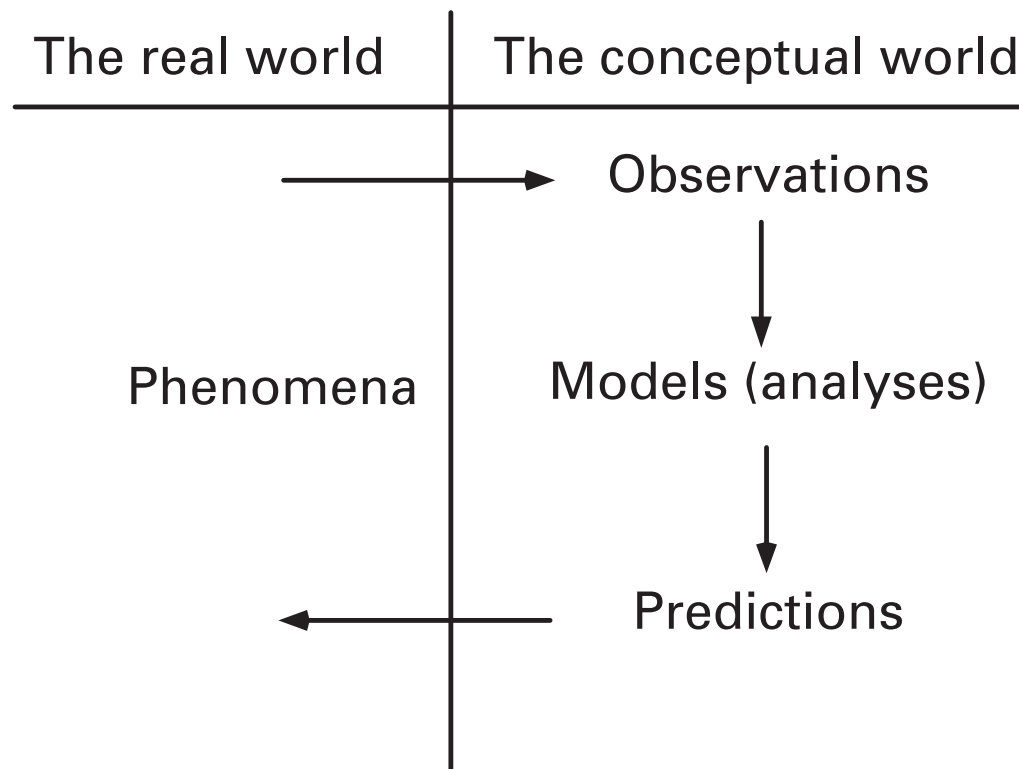 The real world
The conceptual world
Observations
Phenomena
Models (analyses)
Predictions